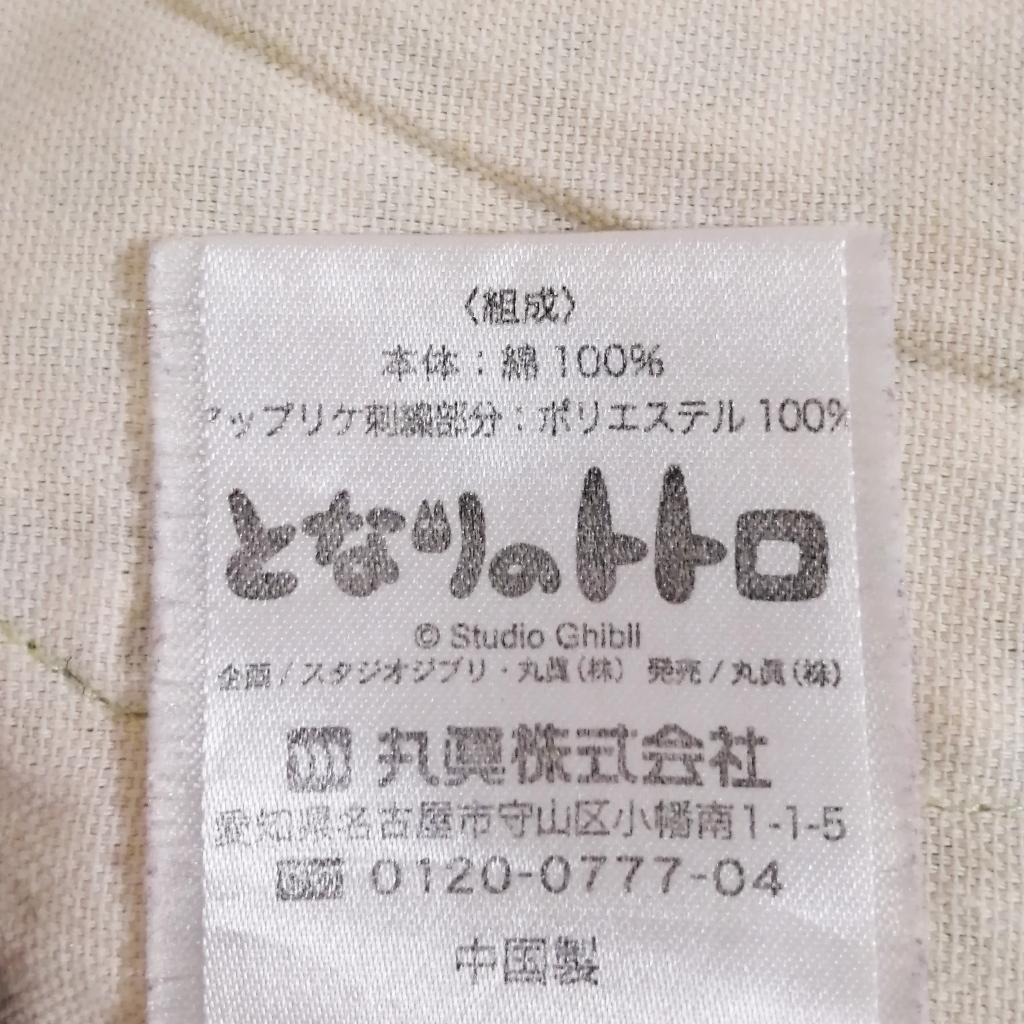 〈組成〉
本体：綿 100%
アップリケ刺繍部分：ポリエステル 100%
となりのトトロ
© Studio Ghibli
企画/スタジオジブリ・丸眞(株) 発売/丸眞(株)
丸眞株式会社
愛知県名古屋市守山区小幡南1-1-5
0120-0777-04
中国製